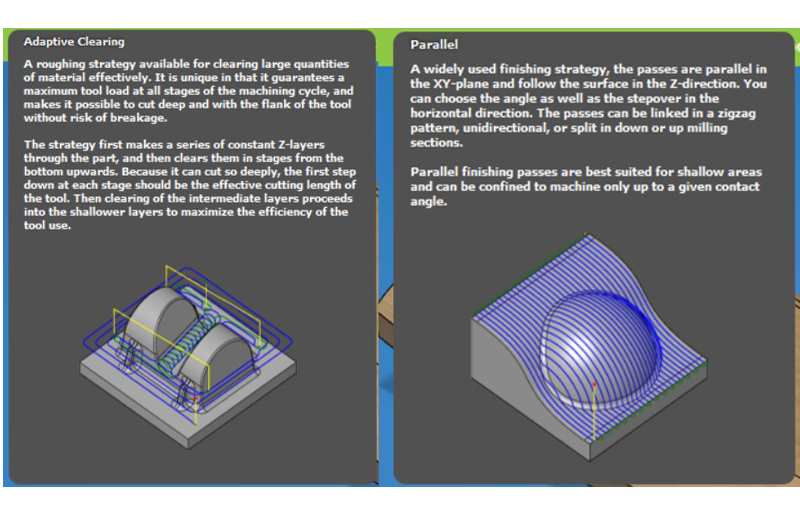 Adaptive Clearing
A roughing strategy available for clearing large quantities
of material effectively. It is unique in that it guarantees a
maximum tool load at all stages of the machining cycle, and
makes it possible to cut deep and with the flank of the tool
without risk of breakage.
The strategy first makes a series of constant Z-layers
through the part, and then clears them in stages from the
bottom upwards. Because it can cut so deeply, the first step
down at each stage should be the effective cutting length of
the tool. Then clearing of the intermediate layers proceeds
into the shallower layers to maximize the efficiency of the
tool use.
Parallel
A widely used finishing strategy, the passes are parallel in
the XY-plane and follow the surface in the Z-direction. You
can choose the angle as well as the stepover in the
horizontal direction. The passes can be linked in a zigzag
pattern, unidirectional, or split in down or up milling
sections.
Parallel finishing passes are best suited for shallow areas
and can be confined to machine only up to a given contact
angle.